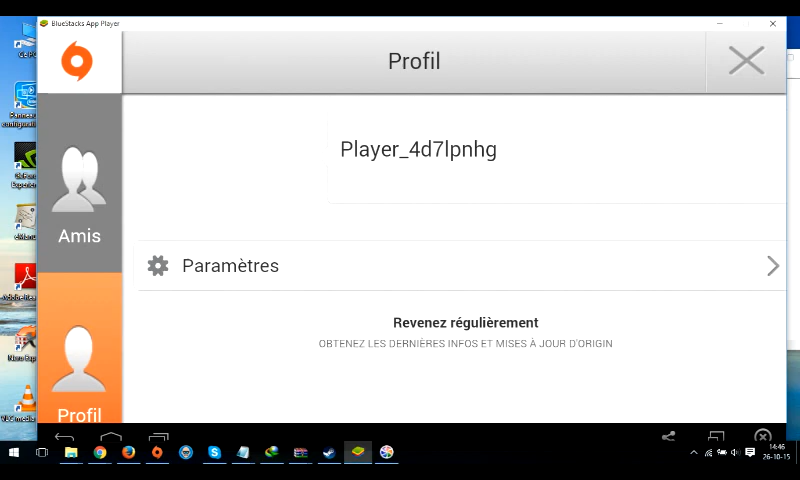 BlueStacks App Player
Profil
Player_4d7lpnhg
Amis
Paramètres
Revenez régulièrement
OBTENEZ LES DERNIÈRES INFOS ET MISES À JOUR D'ORIGIN
Profil
14:46
26-10-15